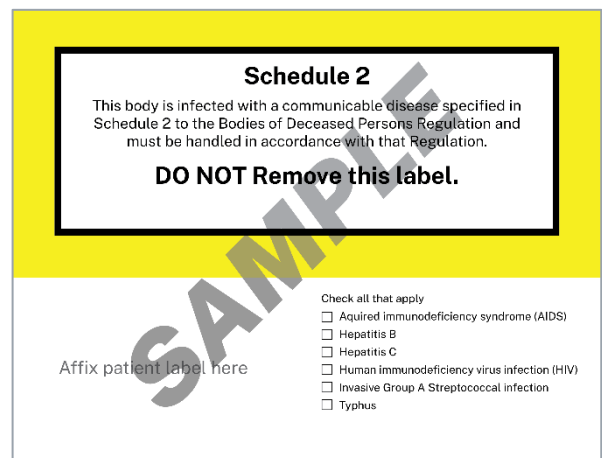 Schedule 2
This body is infected with a communicable disease specified in
Schedule 2 to the Bodies of Deceased Persons Regulation and
must be handled in accordance with that Regulation.
DO NOT Remove this label.
SAMPLE
Check all that apply
Aquired immunodeficiency syndrome (AIDS)
Hepatitis B
Hepatitis C
Human immunodeficiency virus infection (HIV)
Invasive Group A Streptococcal infection
Typhus
Affix patient label here